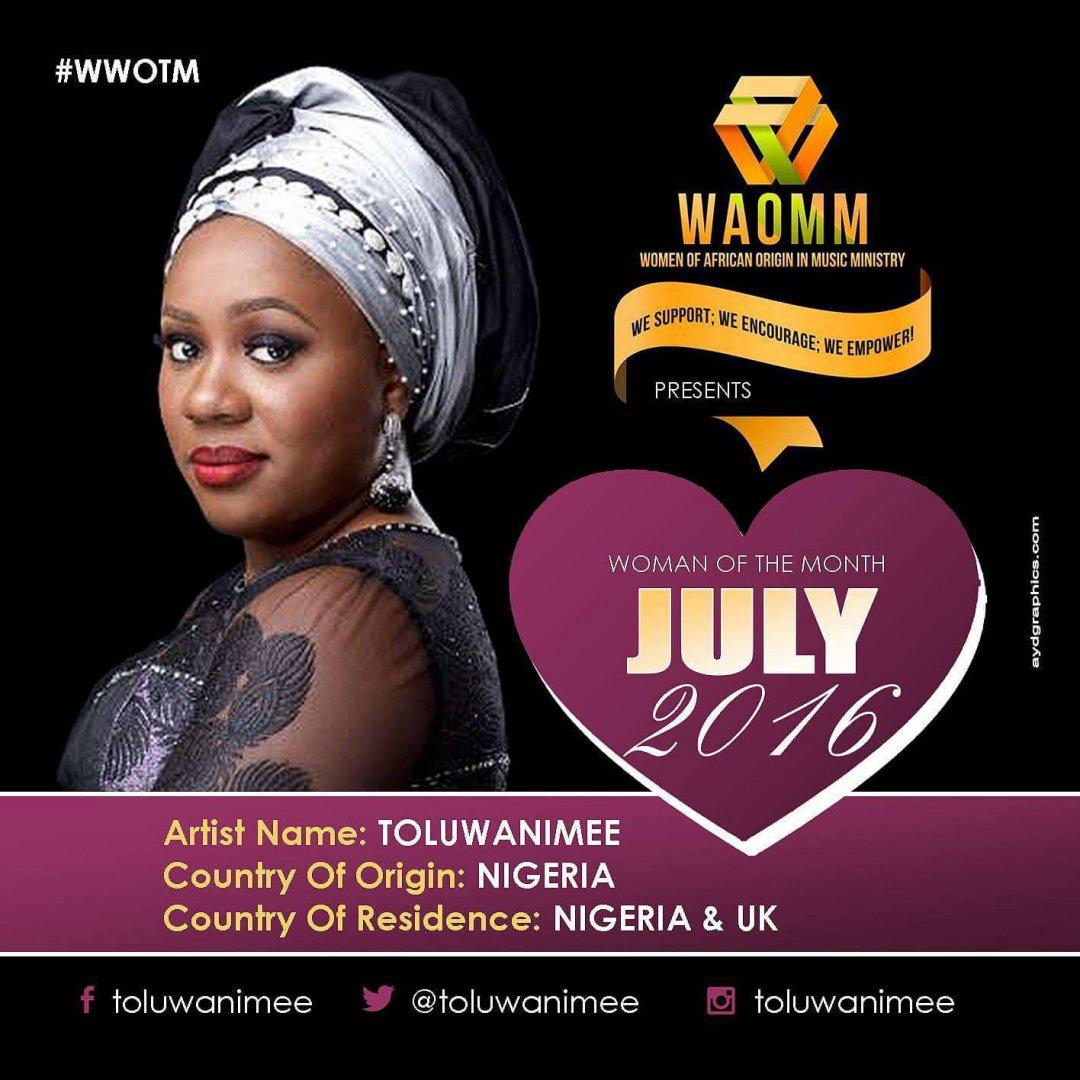 #WWOTM
WAOMM
WOMEN OF AFRICAN ORIGIN IN MUSIC MINISTRY
WE SUPPORT; WE ENCOURAGE; WE EMPOWER!
PRESENTS
WOMAN OF THE MONTH
JULY
2016
aydgraphics.com
Artist Name: TOLUWANIMEE
Country Of Origin: NIGERIA
Country Of Residence: NIGERIA & UK
f toluwanimee @toluwanimee toluwanimee